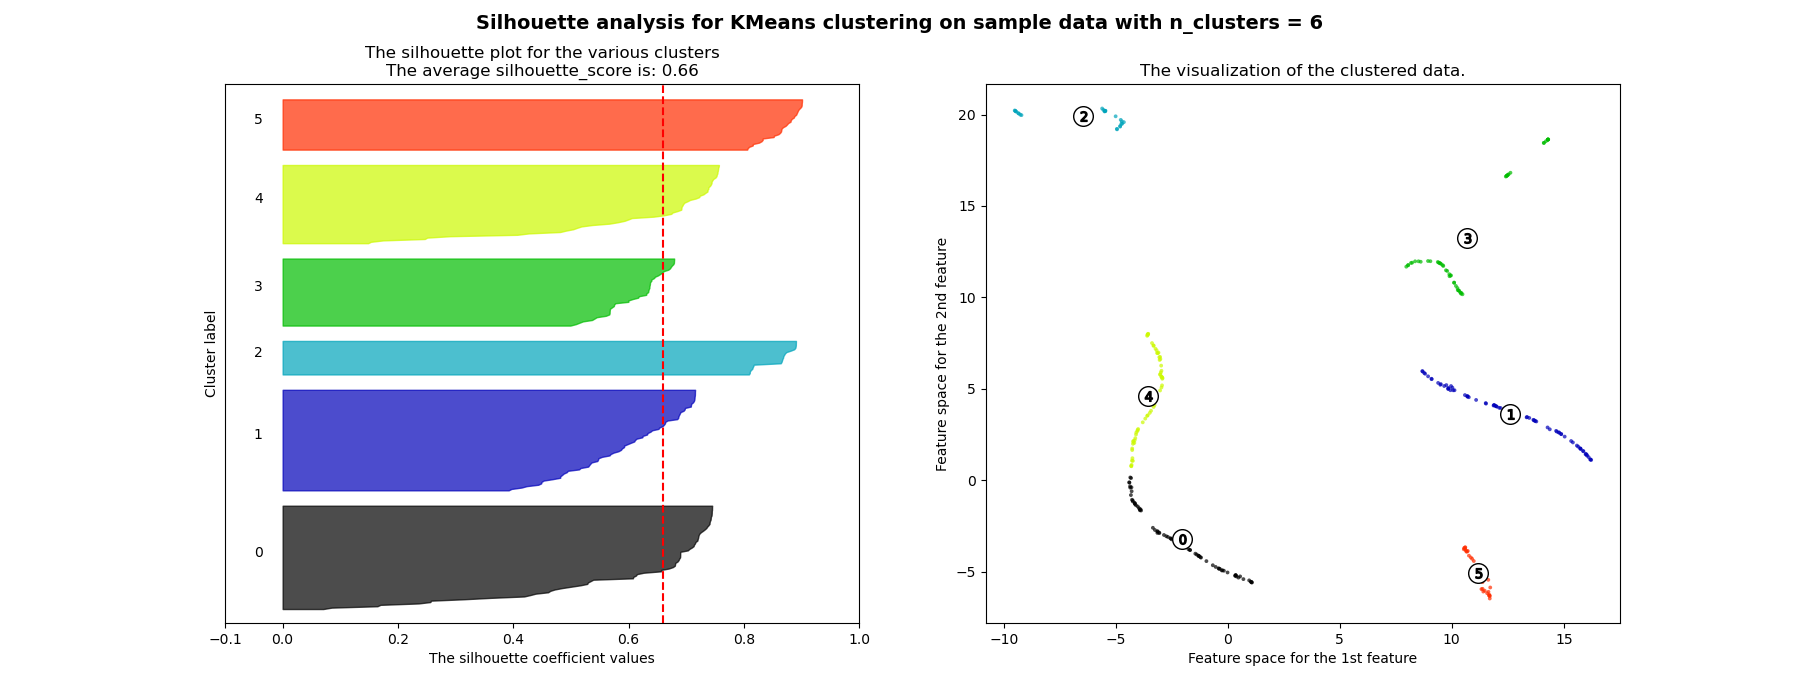 Silhouette analysis for KMeans clustering on sample data with n_clusters = 6
The silhouette plot for the various clusters
The average silhouette_score is: 0.66
5
4
3
2
1
0
Cluster label
−0.1 0.0 0.2 0.4 0.6 0.8 1.0
The silhouette coefficient values
The visualization of the clustered data.
20
15
10
5
0
−5
Feature space for the 2nd feature
2
3
4
1
0
5
−10 −5 0 5 10 15
Feature space for the 1st feature